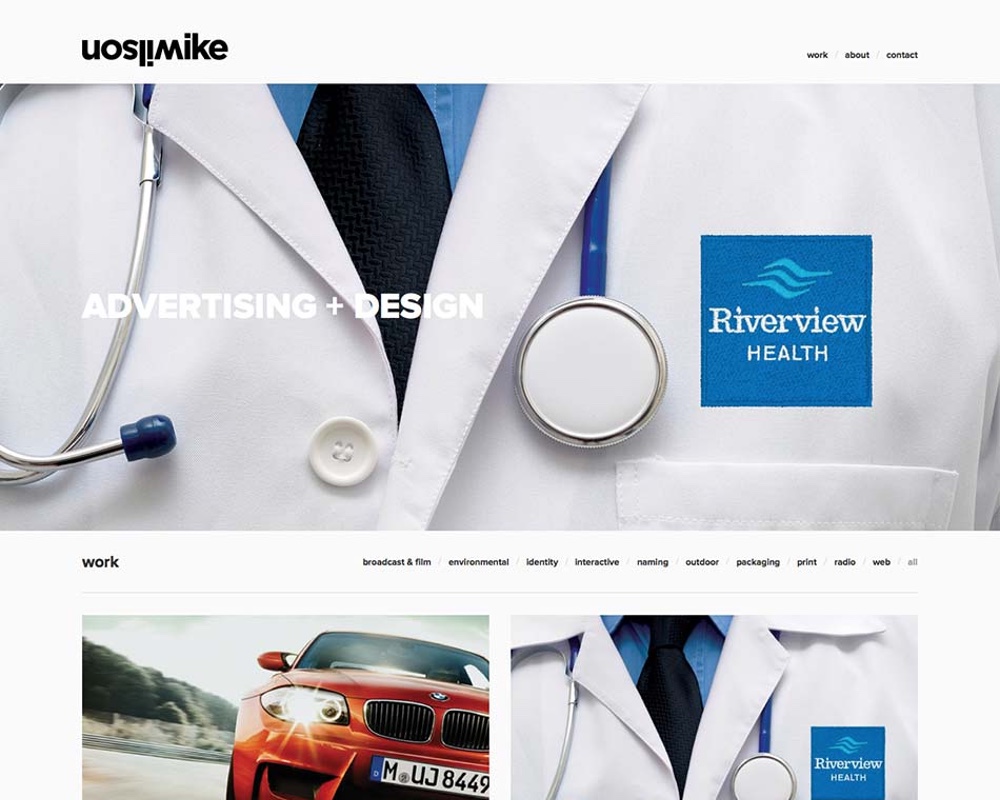 uosliʍike
work / about / contact
ADVERTISING + DESIGN
Riverview
HEALTH
work
broadcast & film / environmental / identity / interactive / naming / outdoor / packaging / print / radio / web / all
M UJ 8449
Riverview
HEALTH